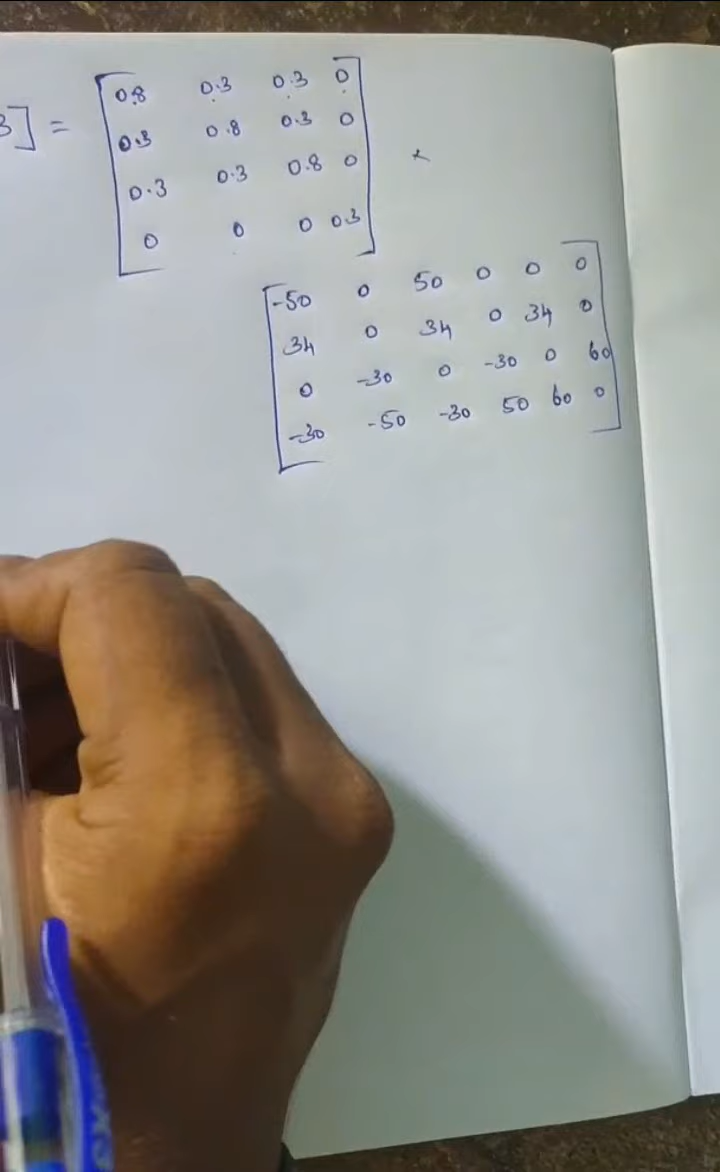 3] = [ 0.8 0.3 0.3 0
0.3 0.8 0.3 0
0.3 0.3 0.8 0
0 0 0 0.3 ] ×
[ -50 0 50 0 0 0
34 0 34 0 34 0
0 -30 0 -30 0 60
-30 -50 -30 50 60 0 ]